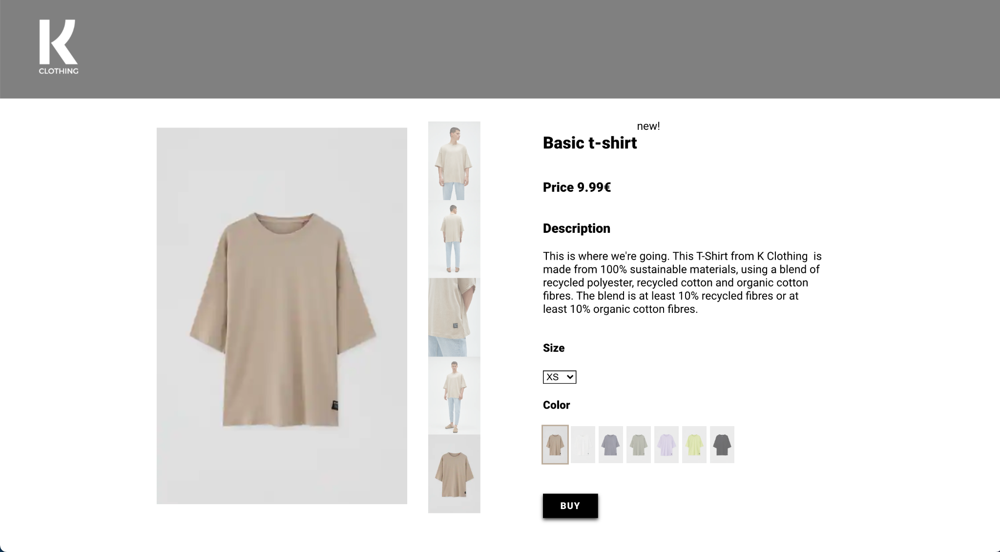 K
CLOTHING
new!
Basic t-shirt
Price 9.99€
Description
This is where we're going. This T-Shirt from K Clothing  is
made from 100% sustainable materials, using a blend of
recycled polyester, recycled cotton and organic cotton
fibres. The blend is at least 10% recycled fibres or at
least 10% organic cotton fibres.
Size
XS
Color
BUY